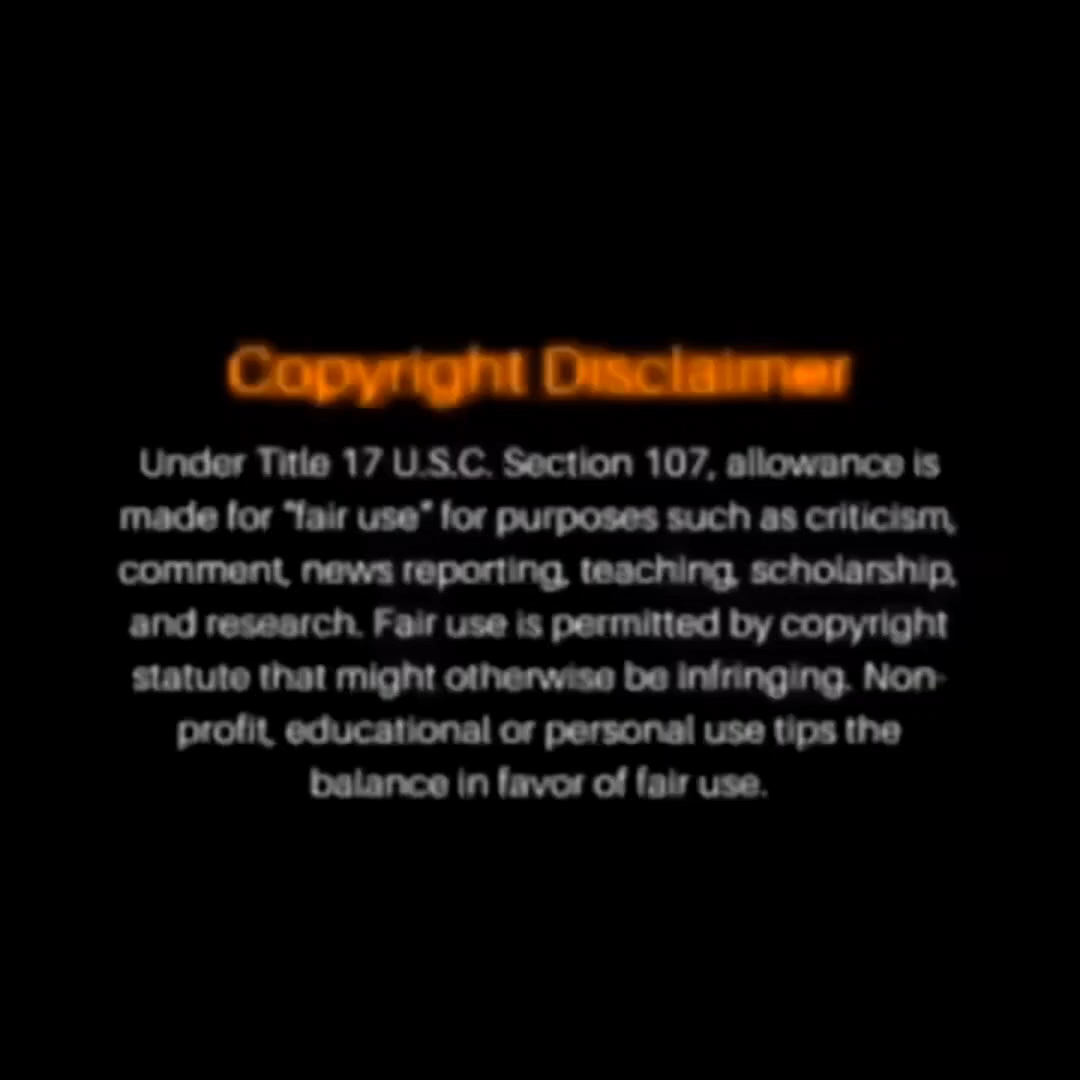 Copyright Disclaimer
Under Title 17 U.S.C. Section 107, allowance is
made for "fair use" for purposes such as criticism,
comment, news reporting, teaching, scholarship,
and research. Fair use is permitted by copyright
statute that might otherwise be infringing. Non-
profit, educational or personal use tips the
balance in favor of fair use.